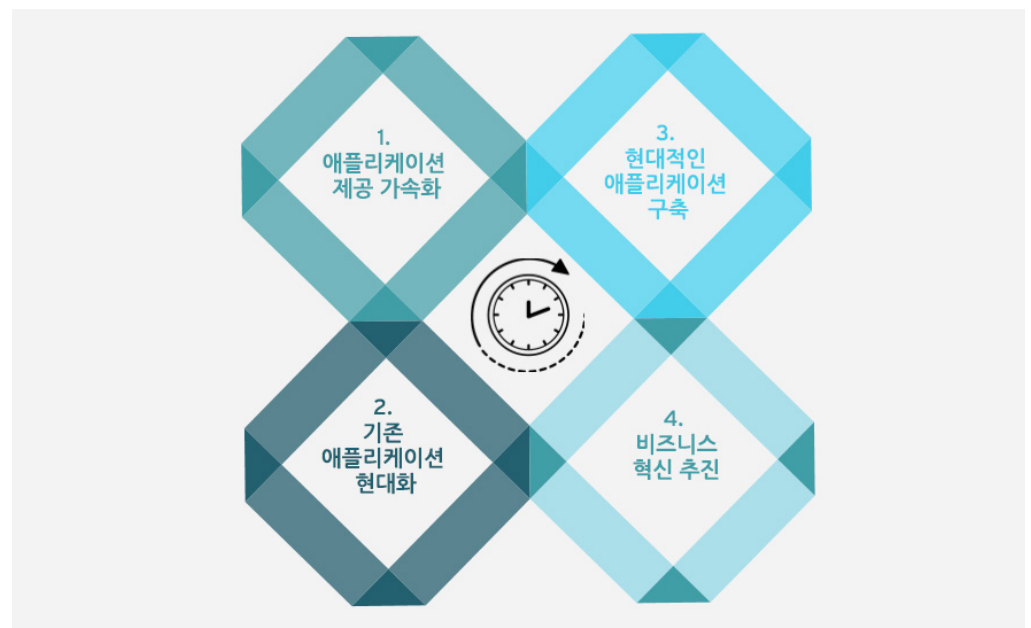 1.
애플리케이션
제공 가속화
2.
기존
애플리케이션
현대화
3.
현대적인
애플리케이션
구축
4.
비즈니스
혁신 추진